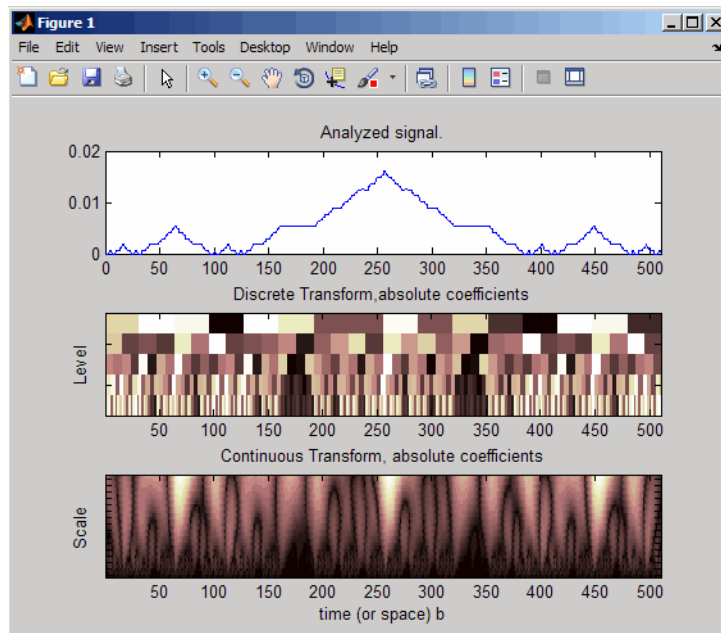 Figure 1
File Edit View Insert Tools Desktop Window Help
Analyzed signal.
0.02
0.01
0
0 50 100 150 200 250 300 350 400 450 500
Discrete Transform,absolute coefficients
Level
50 100 150 200 250 300 350 400 450 500
Continuous Transform, absolute coefficients
Scale
50 100 150 200 250 300 350 400 450 500
time (or space) b